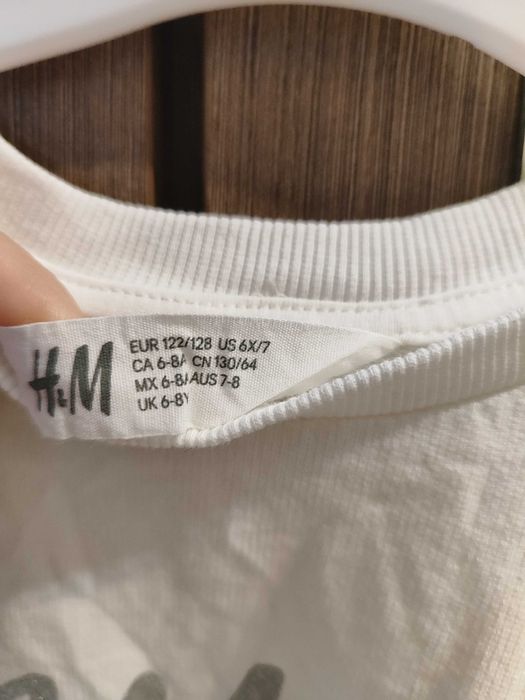 H&M
EUR 122/128 US 6X/7
CA 6-8A CN 130/64
MX 6-8A AUS 7-8
UK 6-8Y